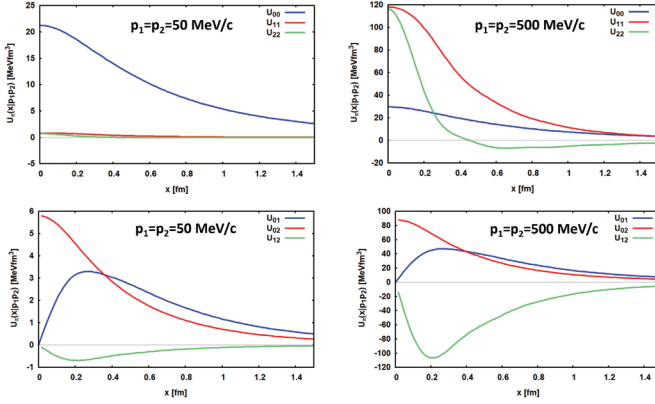 p₁=p₂=50 MeV/c
U₀₀
U₁₁
U₂₂
25
20
15
10
5
0
-5
0 0.2 0.4 0.6 0.8 1 1.2 1.4
x [fm]
Uᵢₗ(x|p₁p₂) [MeV/m³]
p₁=p₂=500 MeV/c
U₀₀
U₁₁
U₂₂
120
100
80
60
40
20
0
-20
0 0.2 0.4 0.6 0.8 1 1.2 1.4
x [fm]
[MeV/m³]
p₁=p₂=50 MeV/c
U₀₁
U₀₂
U₁₂
6
5
4
3
2
1
0
-1
0 0.2 0.4 0.6 0.8 1 1.2 1.4
x [fm]
[MeV/m³]
p₁=p₂=500 MeV/c
U₀₁
U₀₂
U₁₂
100
80
60
40
20
0
-20
-40
-60
-80
-100
-120
0 0.2 0.4 0.6 0.8 1 1.2 1.4
x [fm]
[MeV/m³]